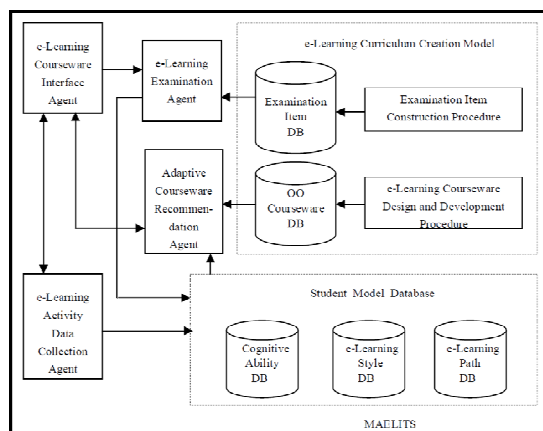 e-Learning
Courseware
Interface
Agent
e-Learning
Examination
Agent
e-Learning Curriculum Creation Model
Examination
Item
DB
Examination Item
Construction Procedure
Adaptive
Courseware
Recommen-
dation
Agent
OO
Courseware
DB
e-Learning Courseware
Design and Development
Procedure
e-Learning
Activity
Data
Collection
Agent
Student Model Database
Cognitive
Ability
DB
e-Learning
Style
DB
e-Learning
Path
DB
MAELITS